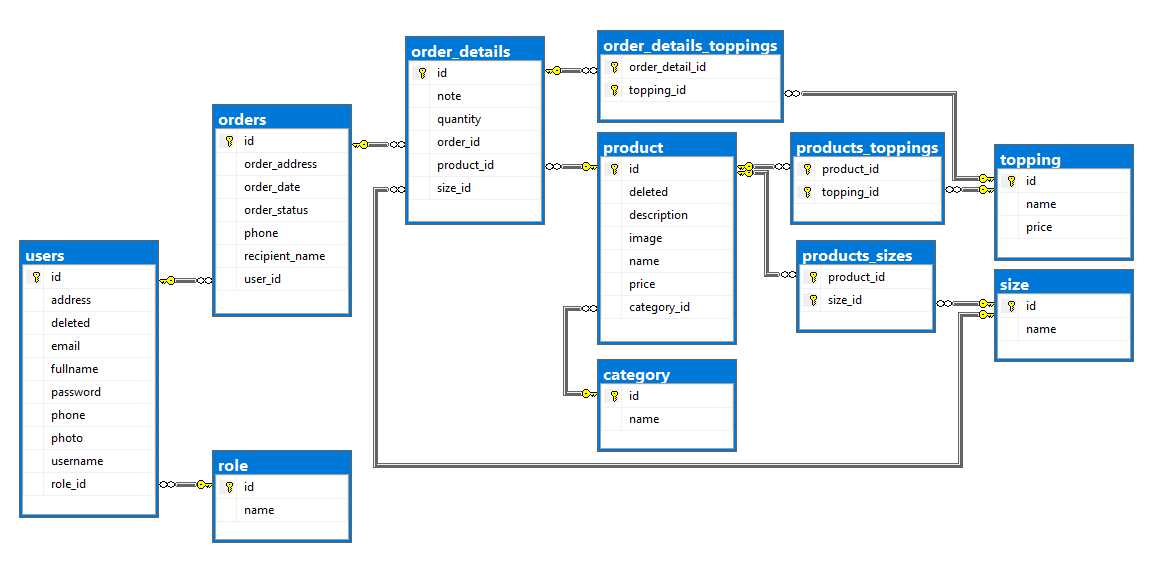 users
id
address
deleted
email
fullname
password
phone
photo
username
role_id
orders
id
order_address
order_date
order_status
phone
recipient_name
user_id
role
id
name
order_details
id
note
quantity
order_id
product_id
size_id
order_details_toppings
order_detail_id
topping_id
product
id
deleted
description
image
name
price
category_id
category
id
name
products_toppings
product_id
topping_id
products_sizes
product_id
size_id
topping
id
name
price
size
id
name